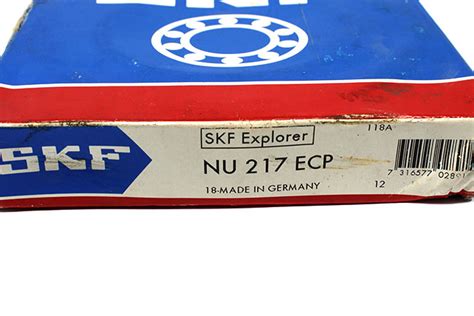 SKF
SKF Explorer
118A
NU 217 ECP
18-MADE IN GERMANY
12
7 316577 028